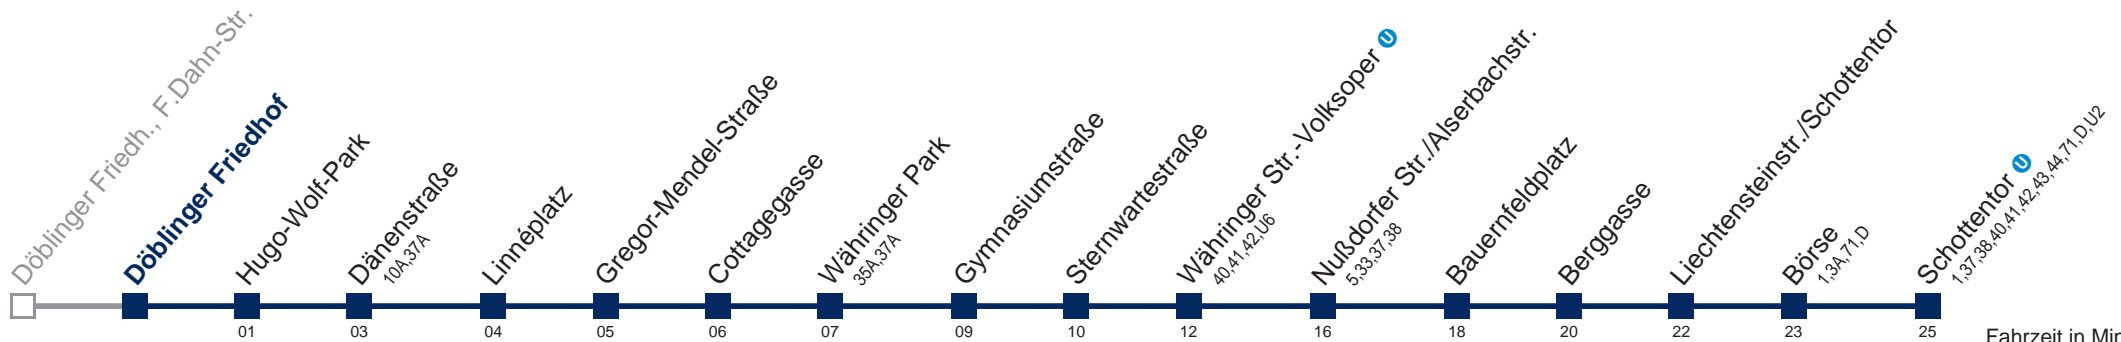 Döblinger Friedh., F.Dahn-Str.
Döblinger Friedhof
Hugo-Wolf-Park
01
Dänenstraße
10A,37A
03
Linnéplatz
04
Gregor-Mendel-Straße
05
Cottagegasse
06
Währinger Park
35A,37A
07
Gymnasiumstraße
09
Sternwartestraße
10
Währinger Str.-Volksoper U
40,41,42,U6
12
Nußdorfer Str./Alserbachstr.
5,33,37,38
16
Bauernfeldplatz
18
Berggasse
20
Liechtensteinstr./Schottentor
22
Börse
1,3A,71,D
23
Schottentor U
1,37,38,40,41,42,43,44,71,D,U2
25
Fahrzeit in Min